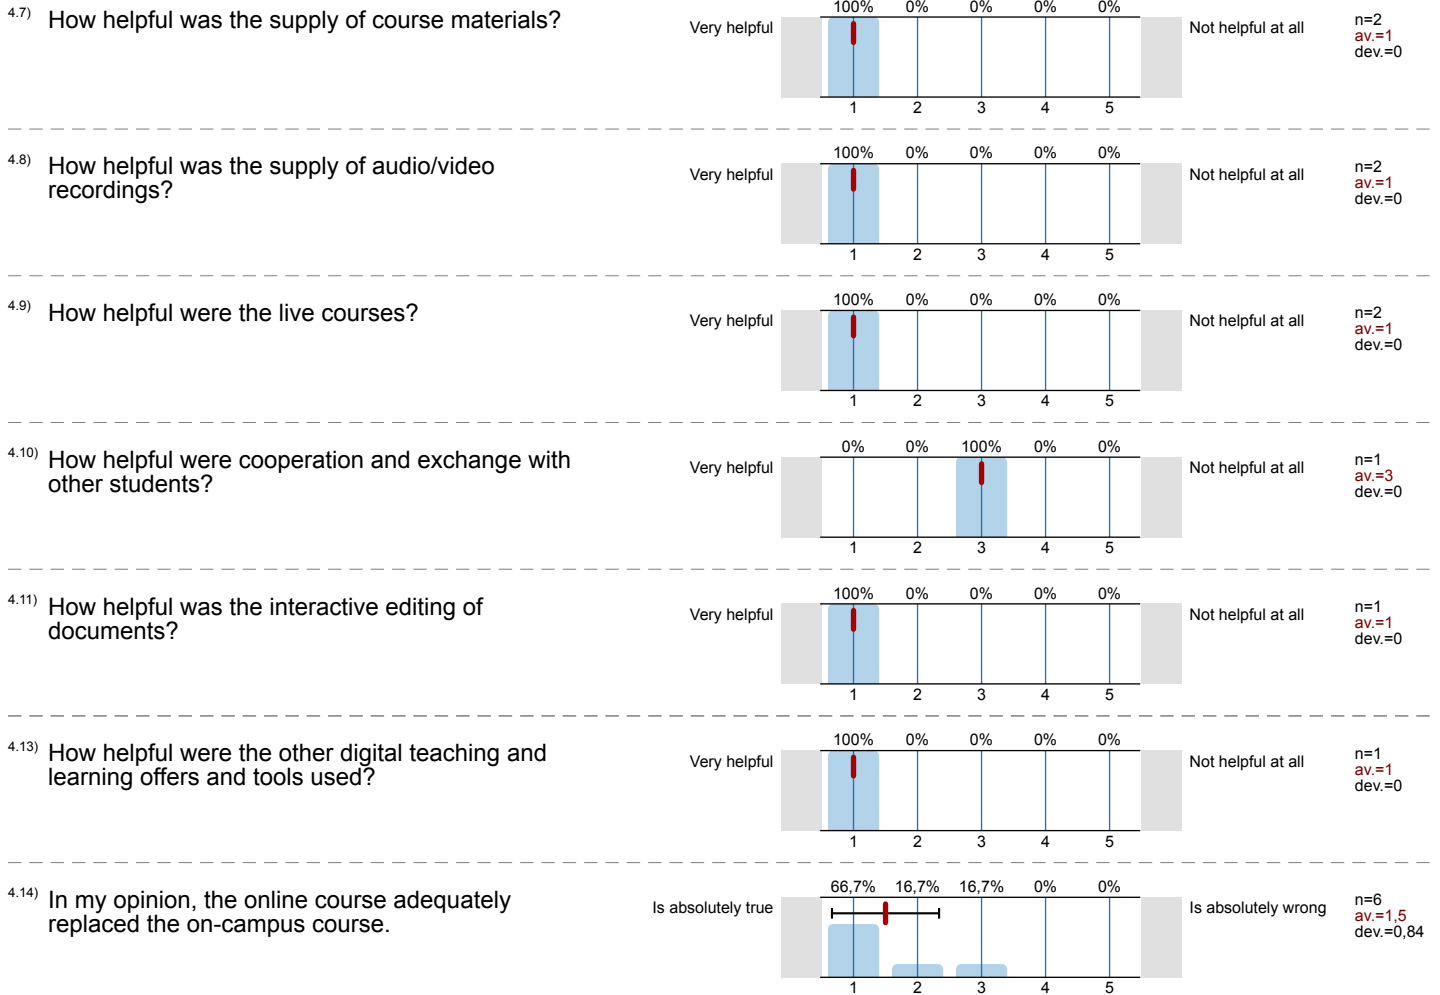 4.7) How helpful was the supply of course materials?
Very helpful
100% 0% 0% 0% 0%
1 2 3 4 5
Not helpful at all
n=2
av.=1
dev.=0
4.8) How helpful was the supply of audio/video
recordings?
Very helpful
100% 0% 0% 0% 0%
1 2 3 4 5
Not helpful at all
n=2
av.=1
dev.=0
4.9) How helpful were the live courses?
Very helpful
100% 0% 0% 0% 0%
1 2 3 4 5
Not helpful at all
n=2
av.=1
dev.=0
4.10) How helpful were cooperation and exchange with
other students?
Very helpful
0% 0% 100% 0% 0%
1 2 3 4 5
Not helpful at all
n=1
av.=3
dev.=0
4.11) How helpful was the interactive editing of
documents?
Very helpful
100% 0% 0% 0% 0%
1 2 3 4 5
Not helpful at all
n=1
av.=1
dev.=0
4.13) How helpful were the other digital teaching and
learning offers and tools used?
Very helpful
100% 0% 0% 0% 0%
1 2 3 4 5
Not helpful at all
n=1
av.=1
dev.=0
4.14) In my opinion, the online course adequately
replaced the on-campus course.
Is absolutely true
66,7% 16,7% 16,7% 0% 0%
1 2 3 4 5
Is absolutely wrong
n=6
av.=1,5
dev.=0,84